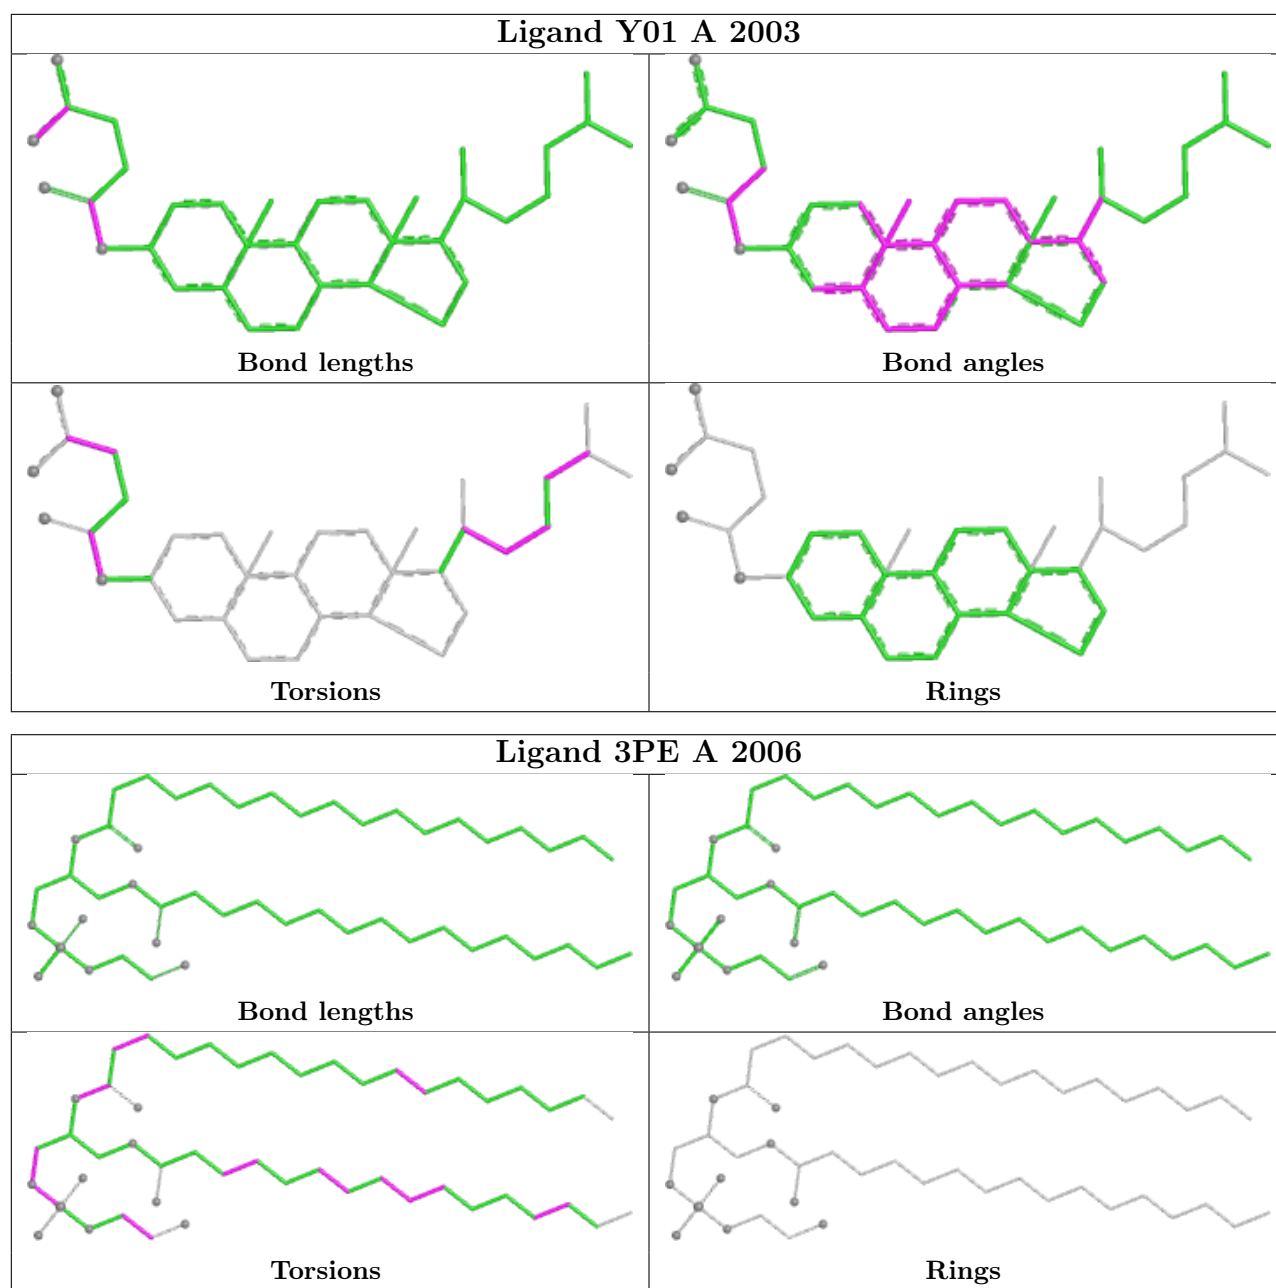 Ligand Y01 A 2003
Bond lengths
Bond angles
Torsions
Rings
Ligand 3PE A 2006
Bond lengths
Bond angles
Torsions
Rings